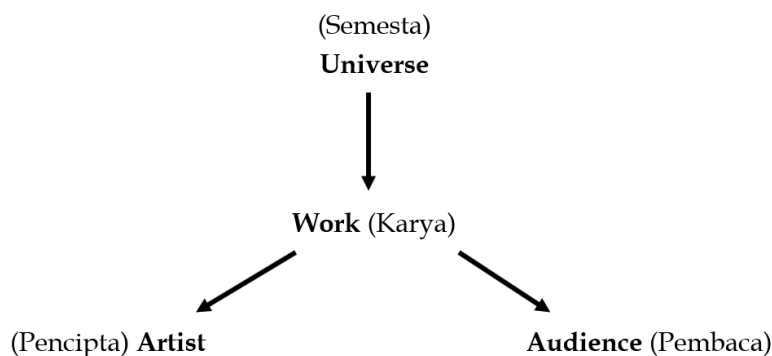 (Semesta)
Universe
Work (Karya)
(Pencipta) Artist
Audience (Pembaca)